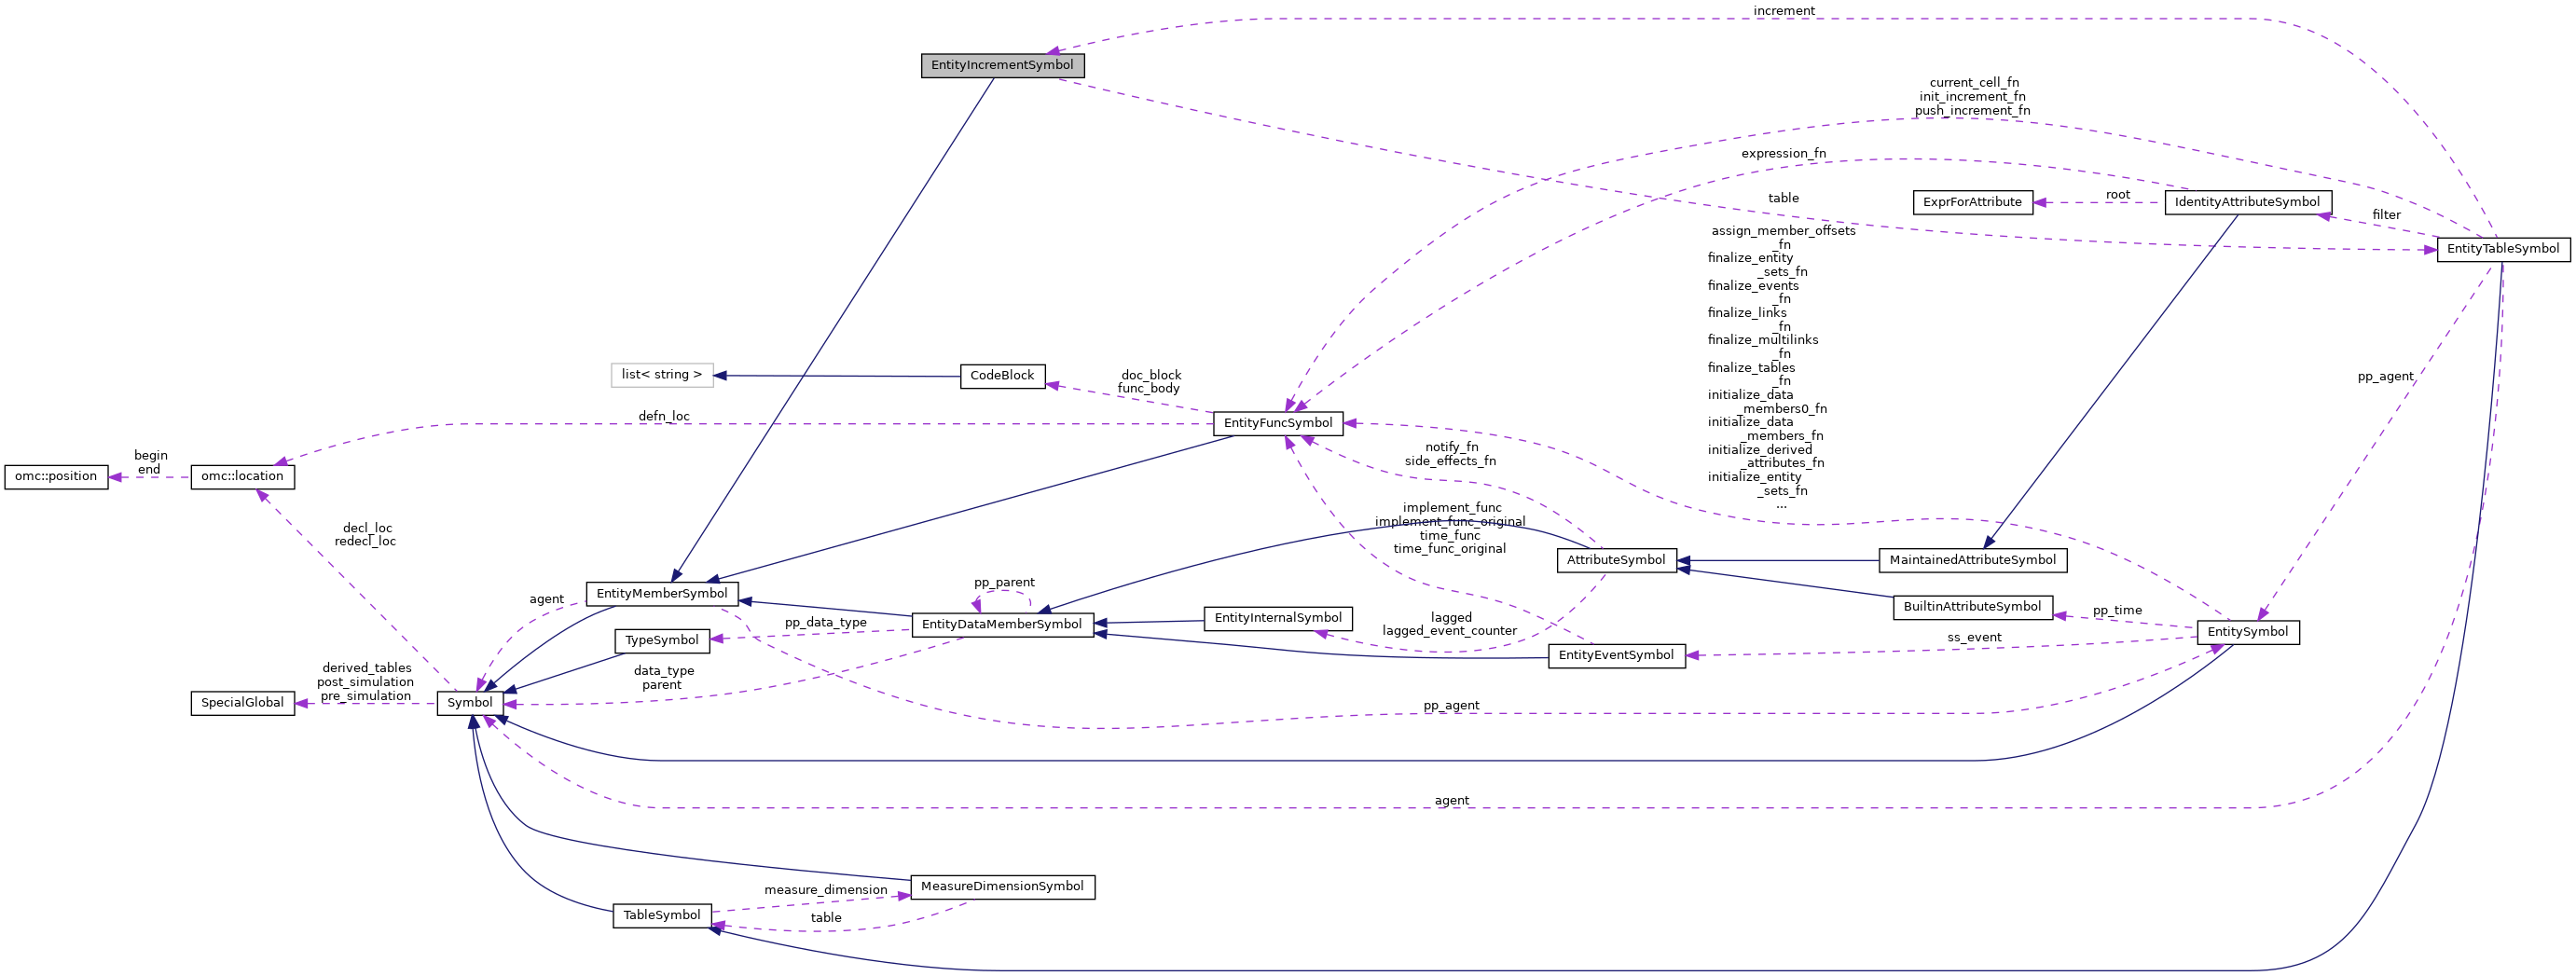 increment
EntityIncrementSymbol
current_cell_fn
init_increment_fn
push_increment_fn
expression_fn
table
ExprForAttribute
root
IdentityAttributeSymbol
filter
EntityTableSymbol
assign_member_offsets
_fn
finalize_entity
_sets_fn
finalize_events
_fn
finalize_links
_fn
finalize_multilinks
_fn
finalize_tables
_fn
initialize_data
_members0_fn
initialize_data
_members_fn
initialize_derived
_attributes_fn
initialize_entity
_sets_fn
...
pp_agent
list< string >
CodeBlock
doc_block
func_body
defn_loc
EntityFuncSymbol
notify_fn
side_effects_fn
begin
end
omc::position
omc::location
decl_loc
redecl_loc
implement_func
implement_func_original
time_func
time_func_original
AttributeSymbol
MaintainedAttributeSymbol
pp_parent
agent
EntityMemberSymbol
BuiltinAttributeSymbol
pp_time
EntityInternalSymbol
EntityDataMemberSymbol
pp_data_type
TypeSymbol
lagged
lagged_event_counter
ss_event
EntitySymbol
EntityEventSymbol
derived_tables
post_simulation
pre_simulation
data_type
parent
SpecialGlobal
Symbol
pp_agent
agent
MeasureDimensionSymbol
measure_dimension
TableSymbol
table